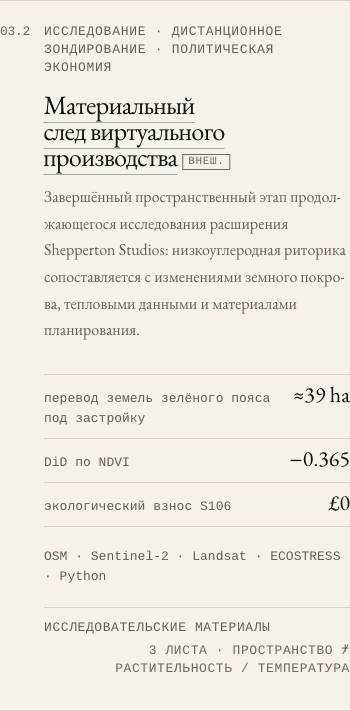 03.2 ИССЛЕДОВАНИЕ · ДИСТАНЦИОННОЕ
ЗОНДИРОВАНИЕ · ПОЛИТИЧЕСКАЯ
ЭКОНОМИЯ
Материальный
след виртуального
производства ВНЕШ.
Завершённый пространственный этап продол-
жающегося исследования расширения
Shepperton Studios: низкоуглеродная риторика
сопоставляется с изменениями земного покро-
ва, тепловыми данными и материалами
планирования.
перевод земель зелёного пояса ≈39 ha
под застройку
DiD по NDVI −0.365
экологический взнос S106 £0
OSM · Sentinel-2 · Landsat · ECOSTRESS
· Python
ИССЛЕДОВАТЕЛЬСКИЕ МАТЕРИАЛЫ
3 ЛИСТА · ПРОСТРАНСТВО
РАСТИТЕЛЬНОСТЬ / ТЕМПЕРАТУРА